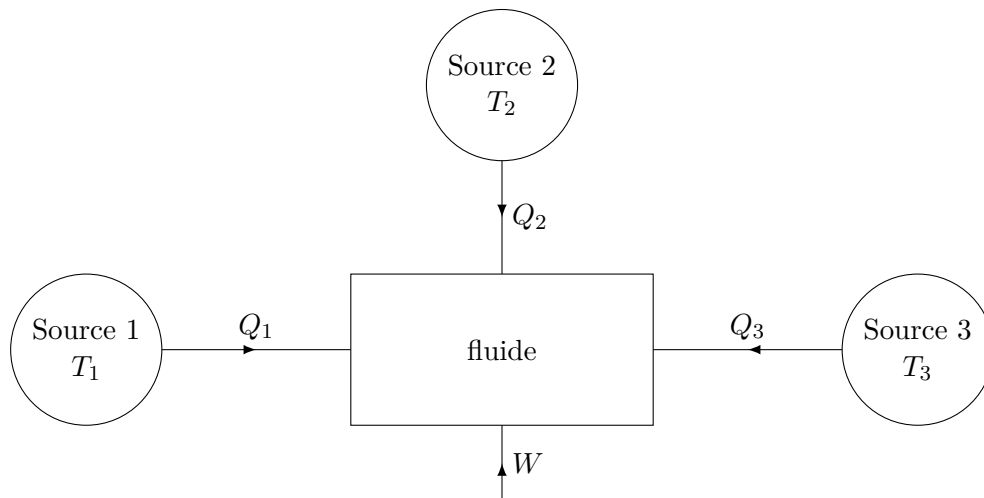 Source 2
T₂
Q₂
Source 1
T₁
Q₁
fluide
Q₃
Source 3
T₃
W